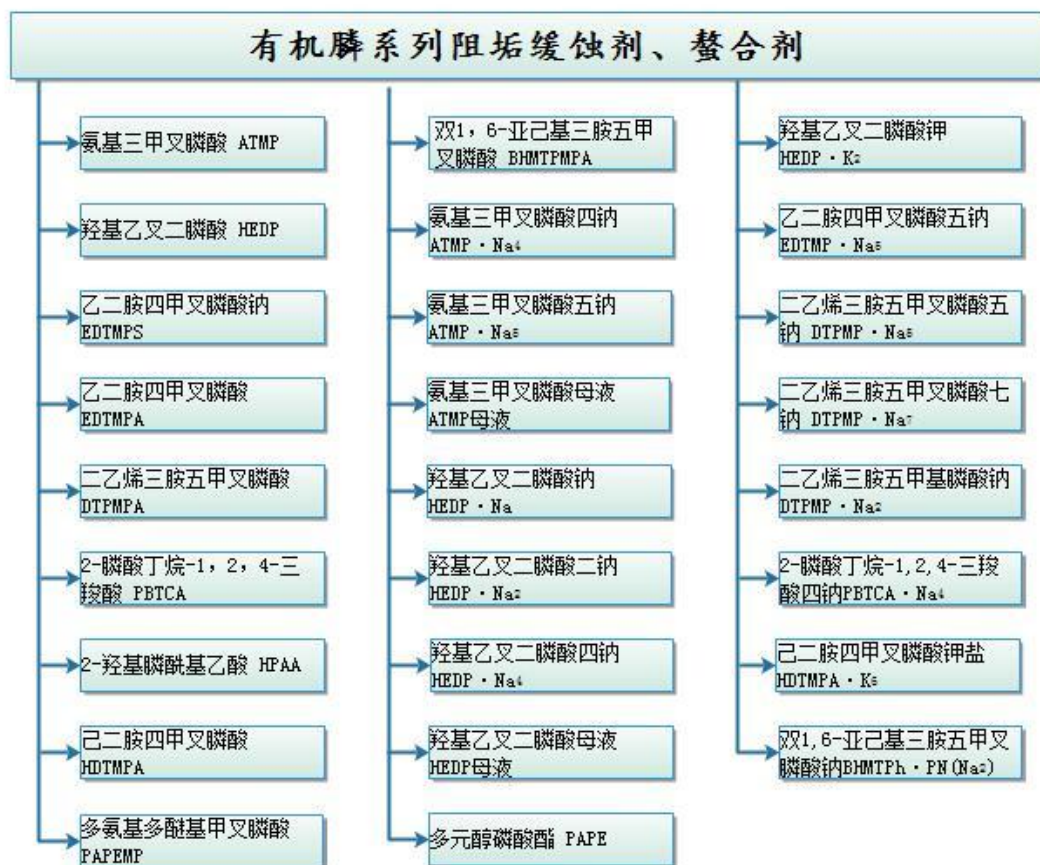 有机膦系列阻垢缓蚀剂、螯合剂
氨基三甲叉膦酸 ATMP
羟基乙叉二膦酸 HEDP
乙二胺四甲叉膦酸钠
EDTMPS
乙二胺四甲叉膦酸
EDTMPA
二乙烯三胺五甲叉膦酸
DTPMPA
2-膦酸丁烷-1，2，4-三
羧酸 PBTCA
2-羟基膦酰基乙酸 HPAA
己二胺四甲叉膦酸
HDTMPA
多氨基多醚基甲叉膦酸
PAPEMP
双1，6-亚己基三胺五甲
叉膦酸 BHMTPMPA
氨基三甲叉膦酸四钠
ATMP·Na4
氨基三甲叉膦酸五钠
ATMP·Na5
氨基三甲叉膦酸母液
ATMP母液
羟基乙叉二膦酸钠
HEDP·Na
羟基乙叉二膦酸二钠
HEDP·Na2
羟基乙叉二膦酸四钠
HEDP·Na4
羟基乙叉二膦酸母液
HEDP母液
多元醇磷酸酯 PAPE
羟基乙叉二膦酸钾
HEDP·K2
乙二胺四甲叉膦酸五钠
EDTMP·Na5
二乙烯三胺五甲叉膦酸五
钠 DTPMP·Na5
二乙烯三胺五甲叉膦酸七
钠 DTPMP·Na7
二乙烯三胺五甲基膦酸钠
DTPMP·Na2
2-膦酸丁烷-1,2,4-三羧
酸四钠PBTCA·Na4
己二胺四甲叉膦酸钾盐
HDTMPA·K6
双1,6-亚己基三胺五甲叉
膦酸钠BHMTPh·PN(Na2)